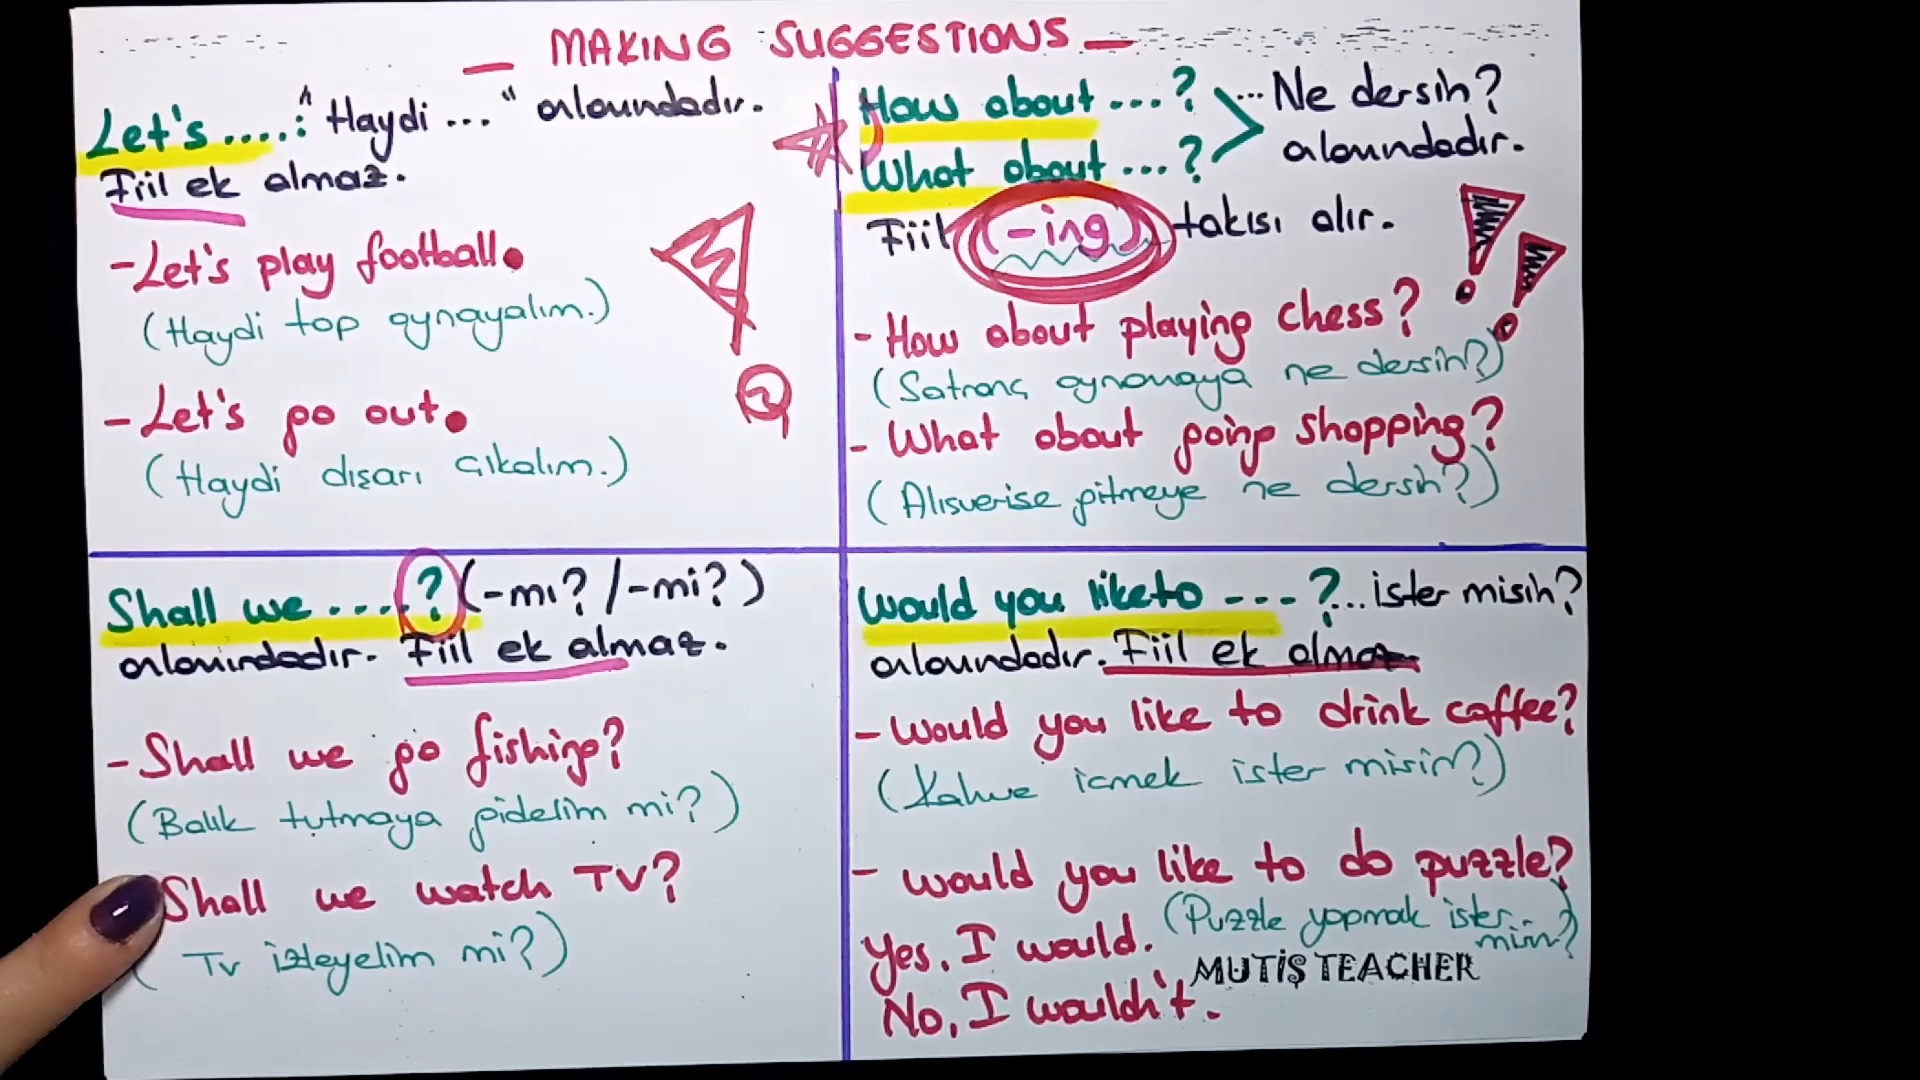 MAKING SUGGESTIONS
Let's ....: "Haydi ..." anlamındadır.
Fiil ek almaz.
- Let's play football.
(Haydi top oynayalım.)
- Let's go out.
(Haydi dışarı çıkalım.)
How about ...?
What about ...?
... Ne dersin?
anlamındadır.
Fiil (-ing) takısı alır.
- How about playing chess?
(Satranç oynamaya ne dersin?)
- What about going shopping?
(Alışverişe gitmeye ne dersin?)
Shall we ....? (-mı? / -mi?)
anlamındadır. Fiil ek almaz.
- Shall we go fishing?
(Balık tutmaya gidelim mi?)
Shall we watch TV?
( Tv izleyelim mi?)
Would you like to ---? ... ister misin?
anlamındadır. Fiil ek almaz.
- Would you like to drink coffee?
(Kahve içmek ister misin?)
- Would you like to do puzzle?
(Puzzle yapmak ister misin?)
Yes, I would.
No, I wouldn't.
MUTİŞ TEACHER